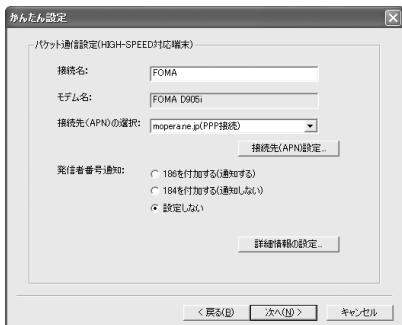 かんたん設定
パケット通信設定(HIGH-SPEED対応端末)
接続名: FOMA
モデム名: FOMA D905i
接続先(APN)の選択: mopera.ne.jp(PPP接続)
接続先(APN)設定...
発信者番号通知: 186を付加する(通知する)
184を付加する(通知しない)
設定しない
詳細情報の設定...
< 戻る(B) 次へ(N) > キャンセル